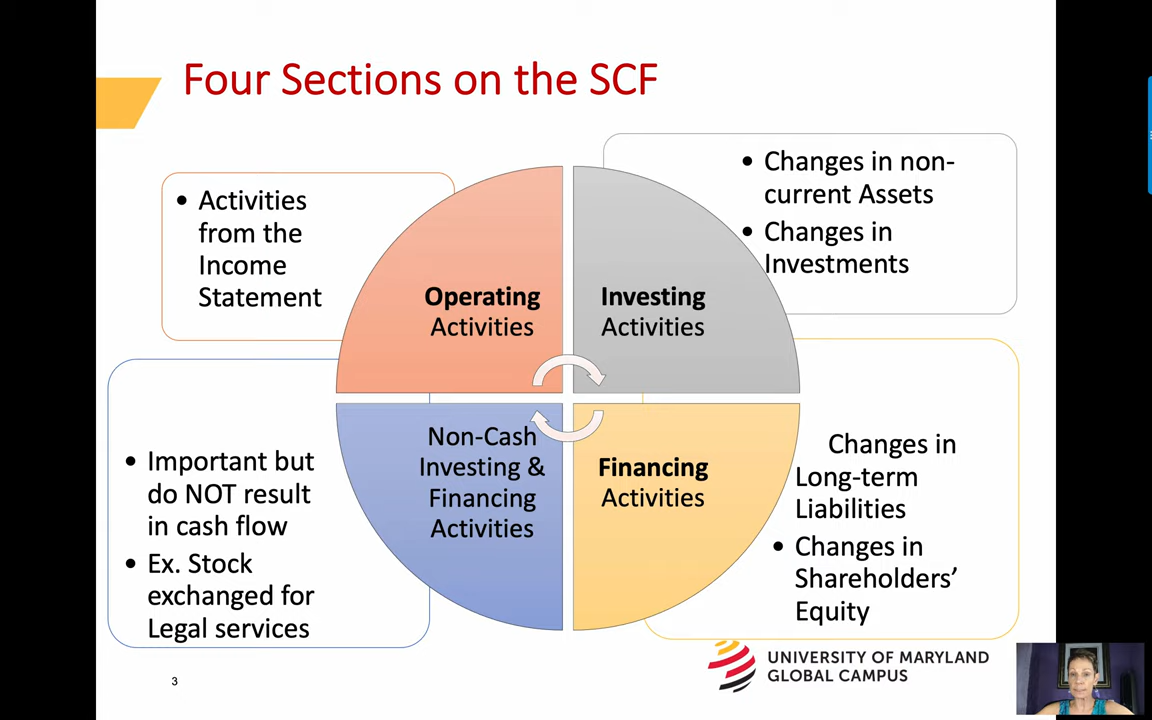 Four Sections on the SCF
• Activities
from the
Income
Statement
Operating
Activities
Investing
Activities
• Changes in non-
current Assets
• Changes in
Investments
• Important but
do NOT result
in cash flow
• Ex. Stock
exchanged for
Legal services
Non-Cash
Investing &
Financing
Activities
Financing
Activities
Changes in
Long-term
Liabilities
• Changes in
Shareholders’
Equity
3
UNIVERSITY OF MARYLAND
GLOBAL CAMPUS